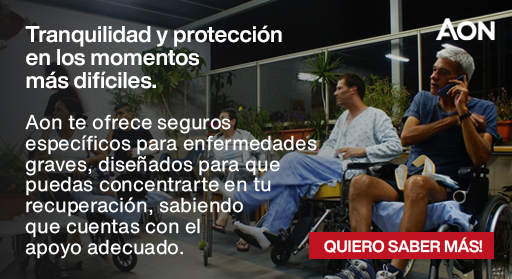 Tranquilidad y protección
en los momentos
más difíciles.
AON
Aon te ofrece seguros
específicos para enfermedades
graves, diseñados para que
puedas concentrarte en tu
recuperación, sabiendo
que cuentas con el
apoyo adecuado.
QUIERO SABER MÁS!